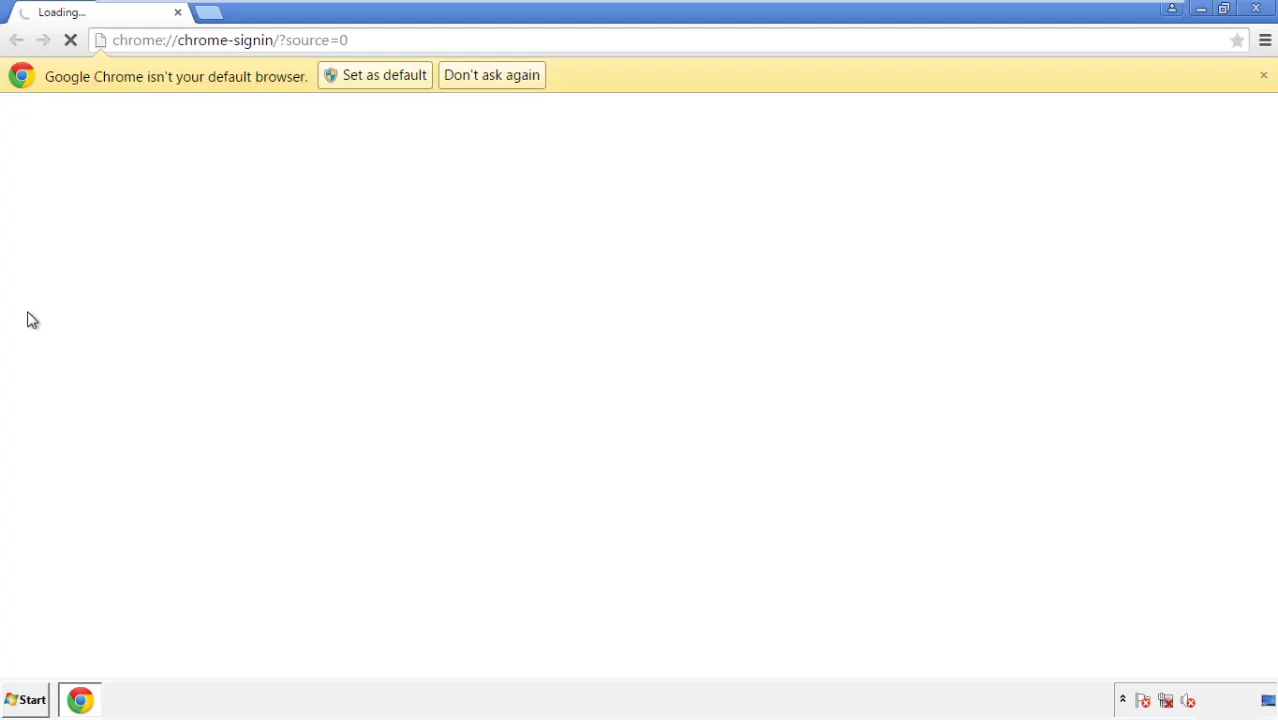 Loading...
chrome://chrome-signin/?source=0
Google Chrome isn't your default browser. Set as default Don't ask again
Start